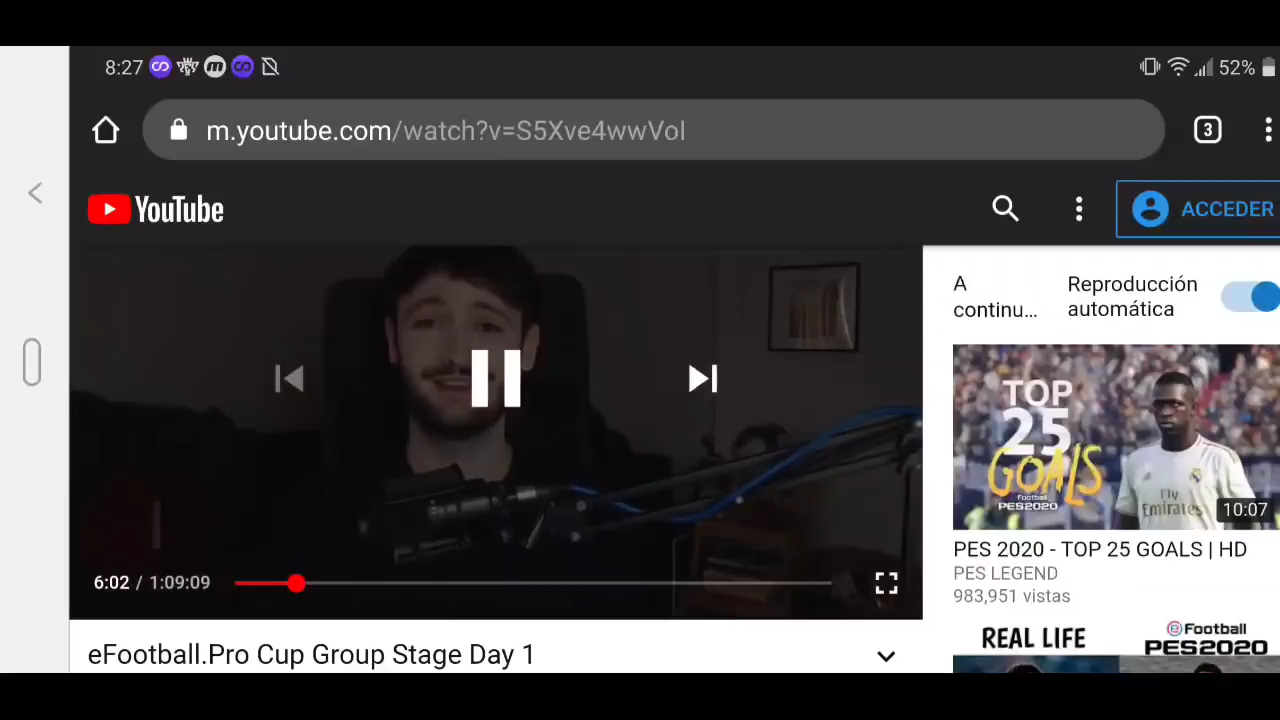 8:27
52%
m.youtube.com/watch?v=S5Xve4wwVoI
3
YouTube
ACCEDER
A
continu...
Reproducción
automática
TOP
25
GOALS
Football
PES2020
Fly
Emirates
10:07
6:02 / 1:09:09
PES 2020 - TOP 25 GOALS | HD
PES LEGEND
983,951 vistas
eFootball.Pro Cup Group Stage Day 1
REAL LIFE
eFootball
PES2020